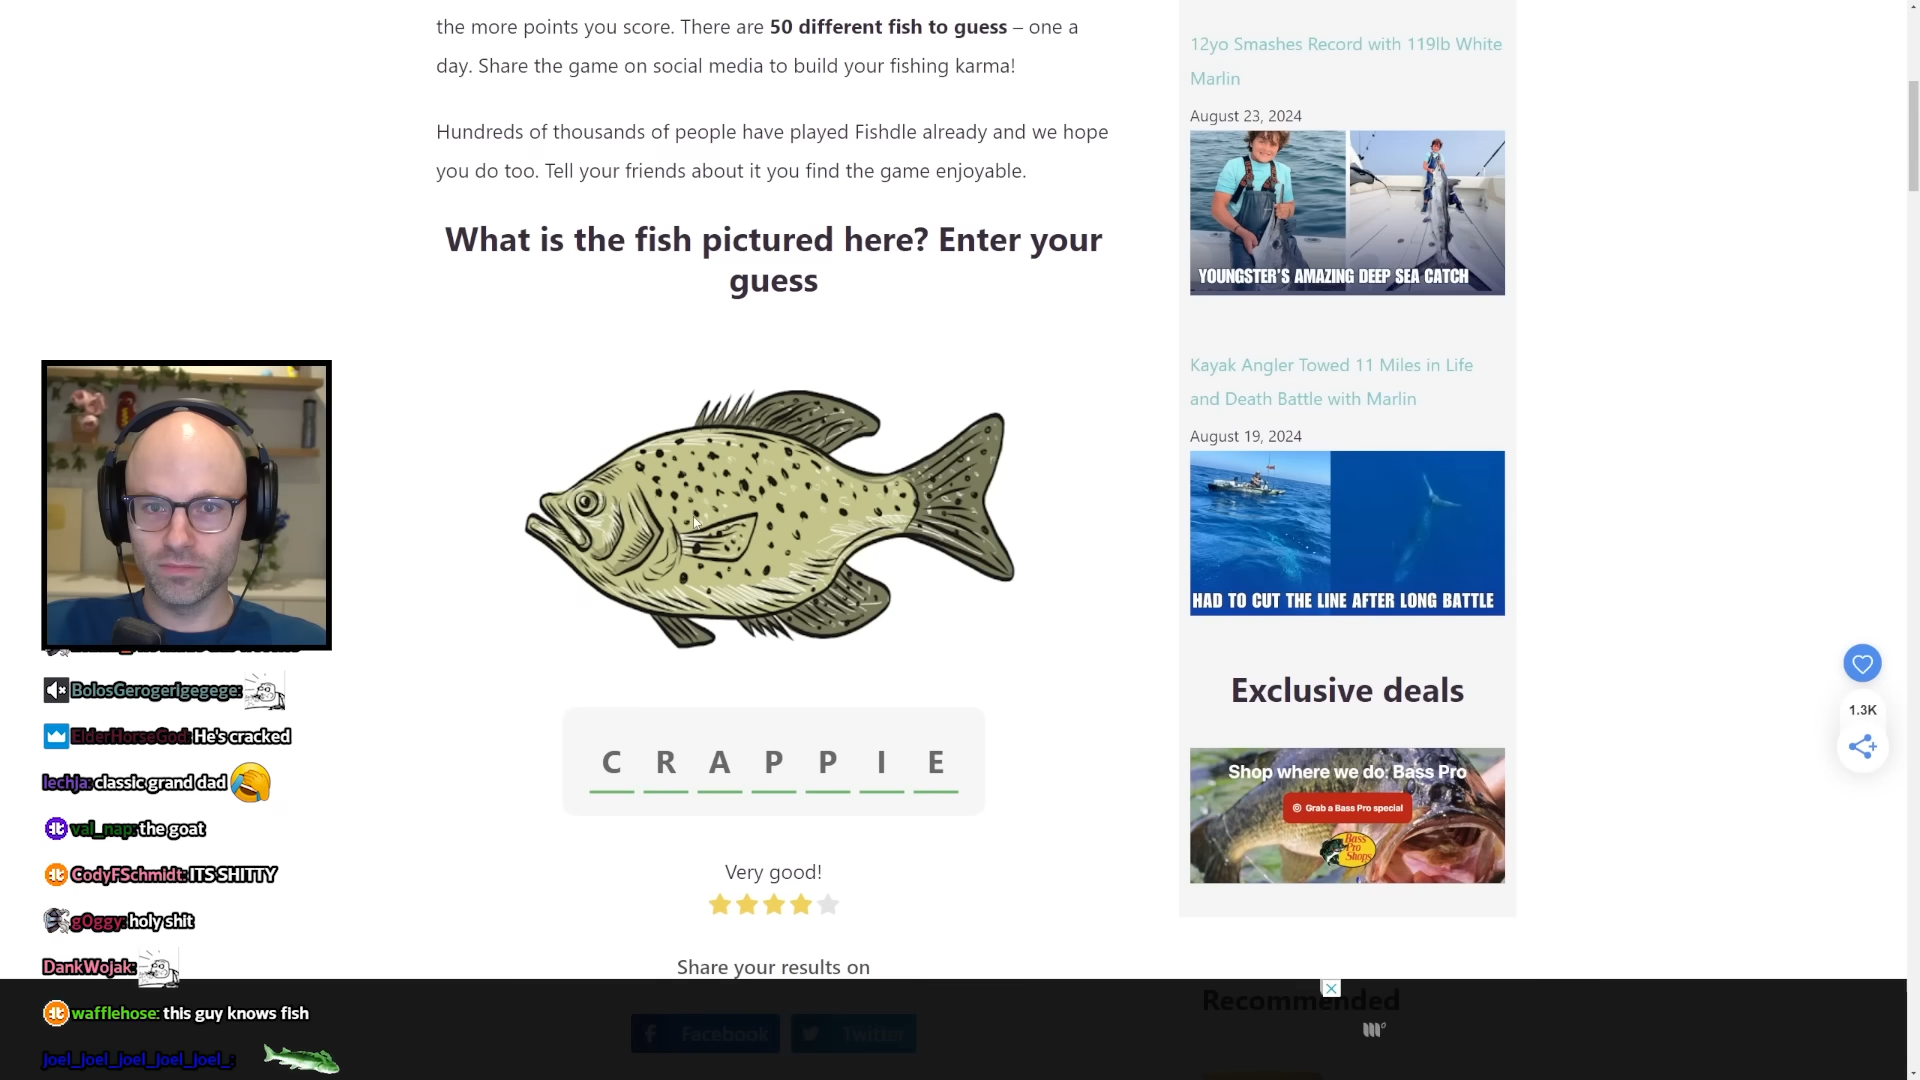 the more points you score. There are 50 different fish to guess – one a
day. Share the game on social media to build your fishing karma!
Hundreds of thousands of people have played Fishdle already and we hope
you do too. Tell your friends about it you find the game enjoyable.
What is the fish pictured here? Enter your
guess
C R A P P I E
Very good!
Share your results on
Facebook
Twitter
12yo Smashes Record with 119lb White
Marlin
August 23, 2024
YOUNGSTER'S AMAZING DEEP SEA CATCH
Kayak Angler Towed 11 Miles in Life
and Death Battle with Marlin
August 19, 2024
HAD TO CUT THE LINE AFTER LONG BATTLE
Exclusive deals
Shop where we do: Bass Pro
Grab a Bass Pro special
Bass
Pro
Shops
Recommended
1.3K
BolosGerogerigegege:
ElderHorseGod: He's cracked
lechja: classic grand dad
val_nap: the goat
CodyFSchmidt: ITS SHITTY
g0ggy: holy shit
DankWojak:
wafflehose: this guy knows fish
joel_joel_joel_joel_joel_: